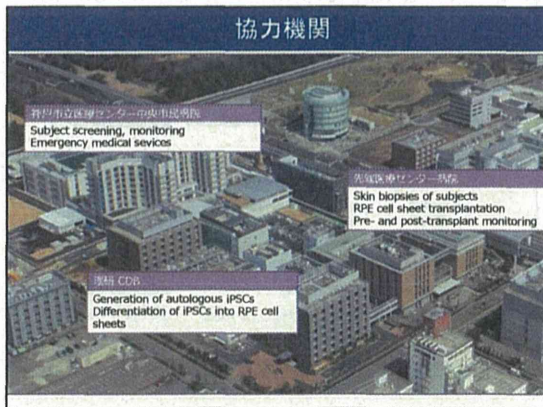 協力機関
神戸市立医療センター中央市民病院
Subject screening, monitoring
Emergency medical sevices
先端医療センター病院
Skin biopsies of subjects
RPE cell sheet transplantation
Pre- and post-transplant monitoring
理研 CDB
Generation of autologous iPSCs
Differentiation of iPSCs into RPE cell
sheets